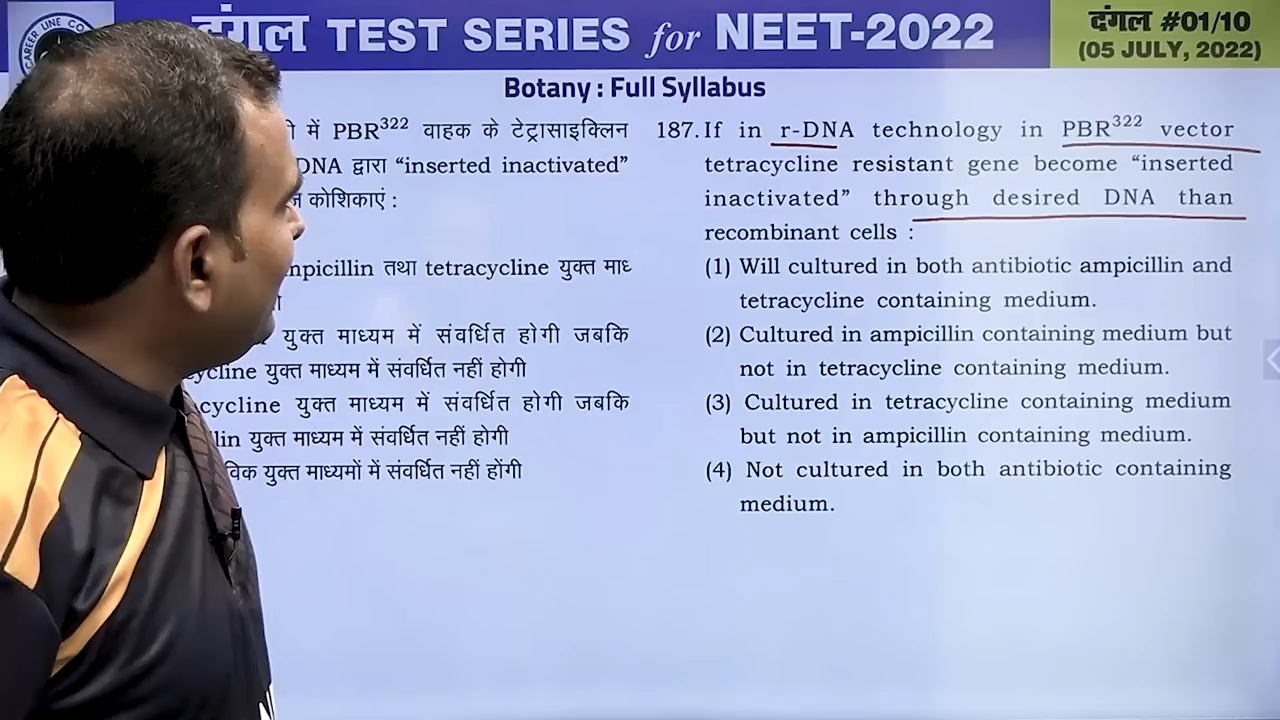 CAREER LINE CO
दंगल TEST SERIES for NEET-2022
दंगल #01/10
(05 JULY, 2022)
Botany : Full Syllabus
में PBR322 वाहक के टेट्रासाइक्लिन
DNA द्वारा “inserted inactivated”
कोशिकाएं :
तथा tetracycline युक्त
युक्त माध्यम में संवर्धित होगी जबकि
युक्त माध्यम में संवर्धित नहीं होगी
युक्त माध्यम में संवर्धित होगी जबकि
युक्त माध्यम में संवर्धित नहीं होगी
युक्त माध्यमों में संवर्धित नहीं होंगी
187. If in r-DNA technology in PBR322 vector
tetracycline resistant gene become “inserted
inactivated” through desired DNA than
recombinant cells :
(1) Will cultured in both antibiotic ampicillin and
tetracycline containing medium.
(2) Cultured in ampicillin containing medium but
not in tetracycline containing medium.
(3) Cultured in tetracycline containing medium
but not in ampicillin containing medium.
(4) Not cultured in both antibiotic containing
medium.